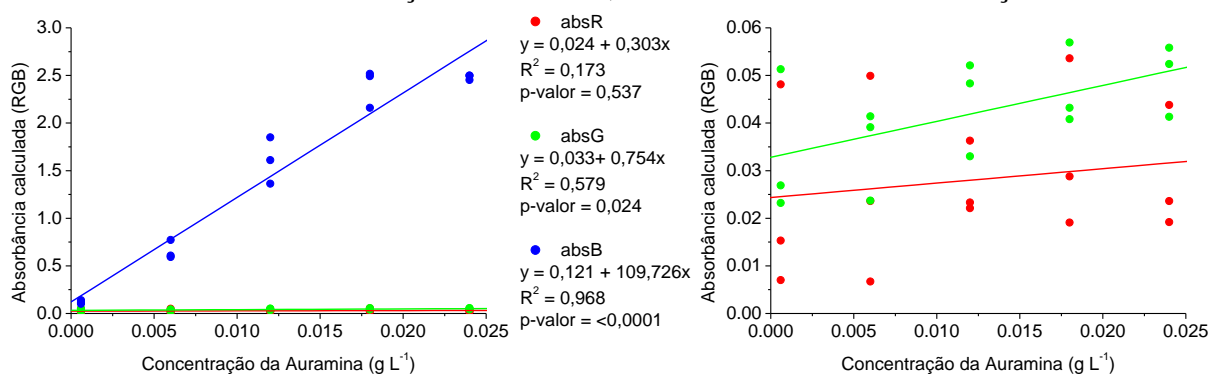 Absorbância calculada (RGB)
3.0
2.5
2.0
1.5
1.0
0.5
0.0
0.000
0.005
0.010
0.015
0.020
0.025
Concentração da Auramina (g L⁻¹)
absR
y = 0,024 + 0,303x
R² = 0,173
p-valor = 0,537
absG
y = 0,033+ 0,754x
R² = 0,579
p-valor = 0,024
absB
y = 0,121 + 109,726x
R² = 0,968
p-valor = <0,0001
Absorbância calculada (RGB)
0.06
0.05
0.04
0.03
0.02
0.01
0.00
0.000
0.005
0.010
0.015
0.020
0.025
Concentração da Auramina (g L⁻¹)